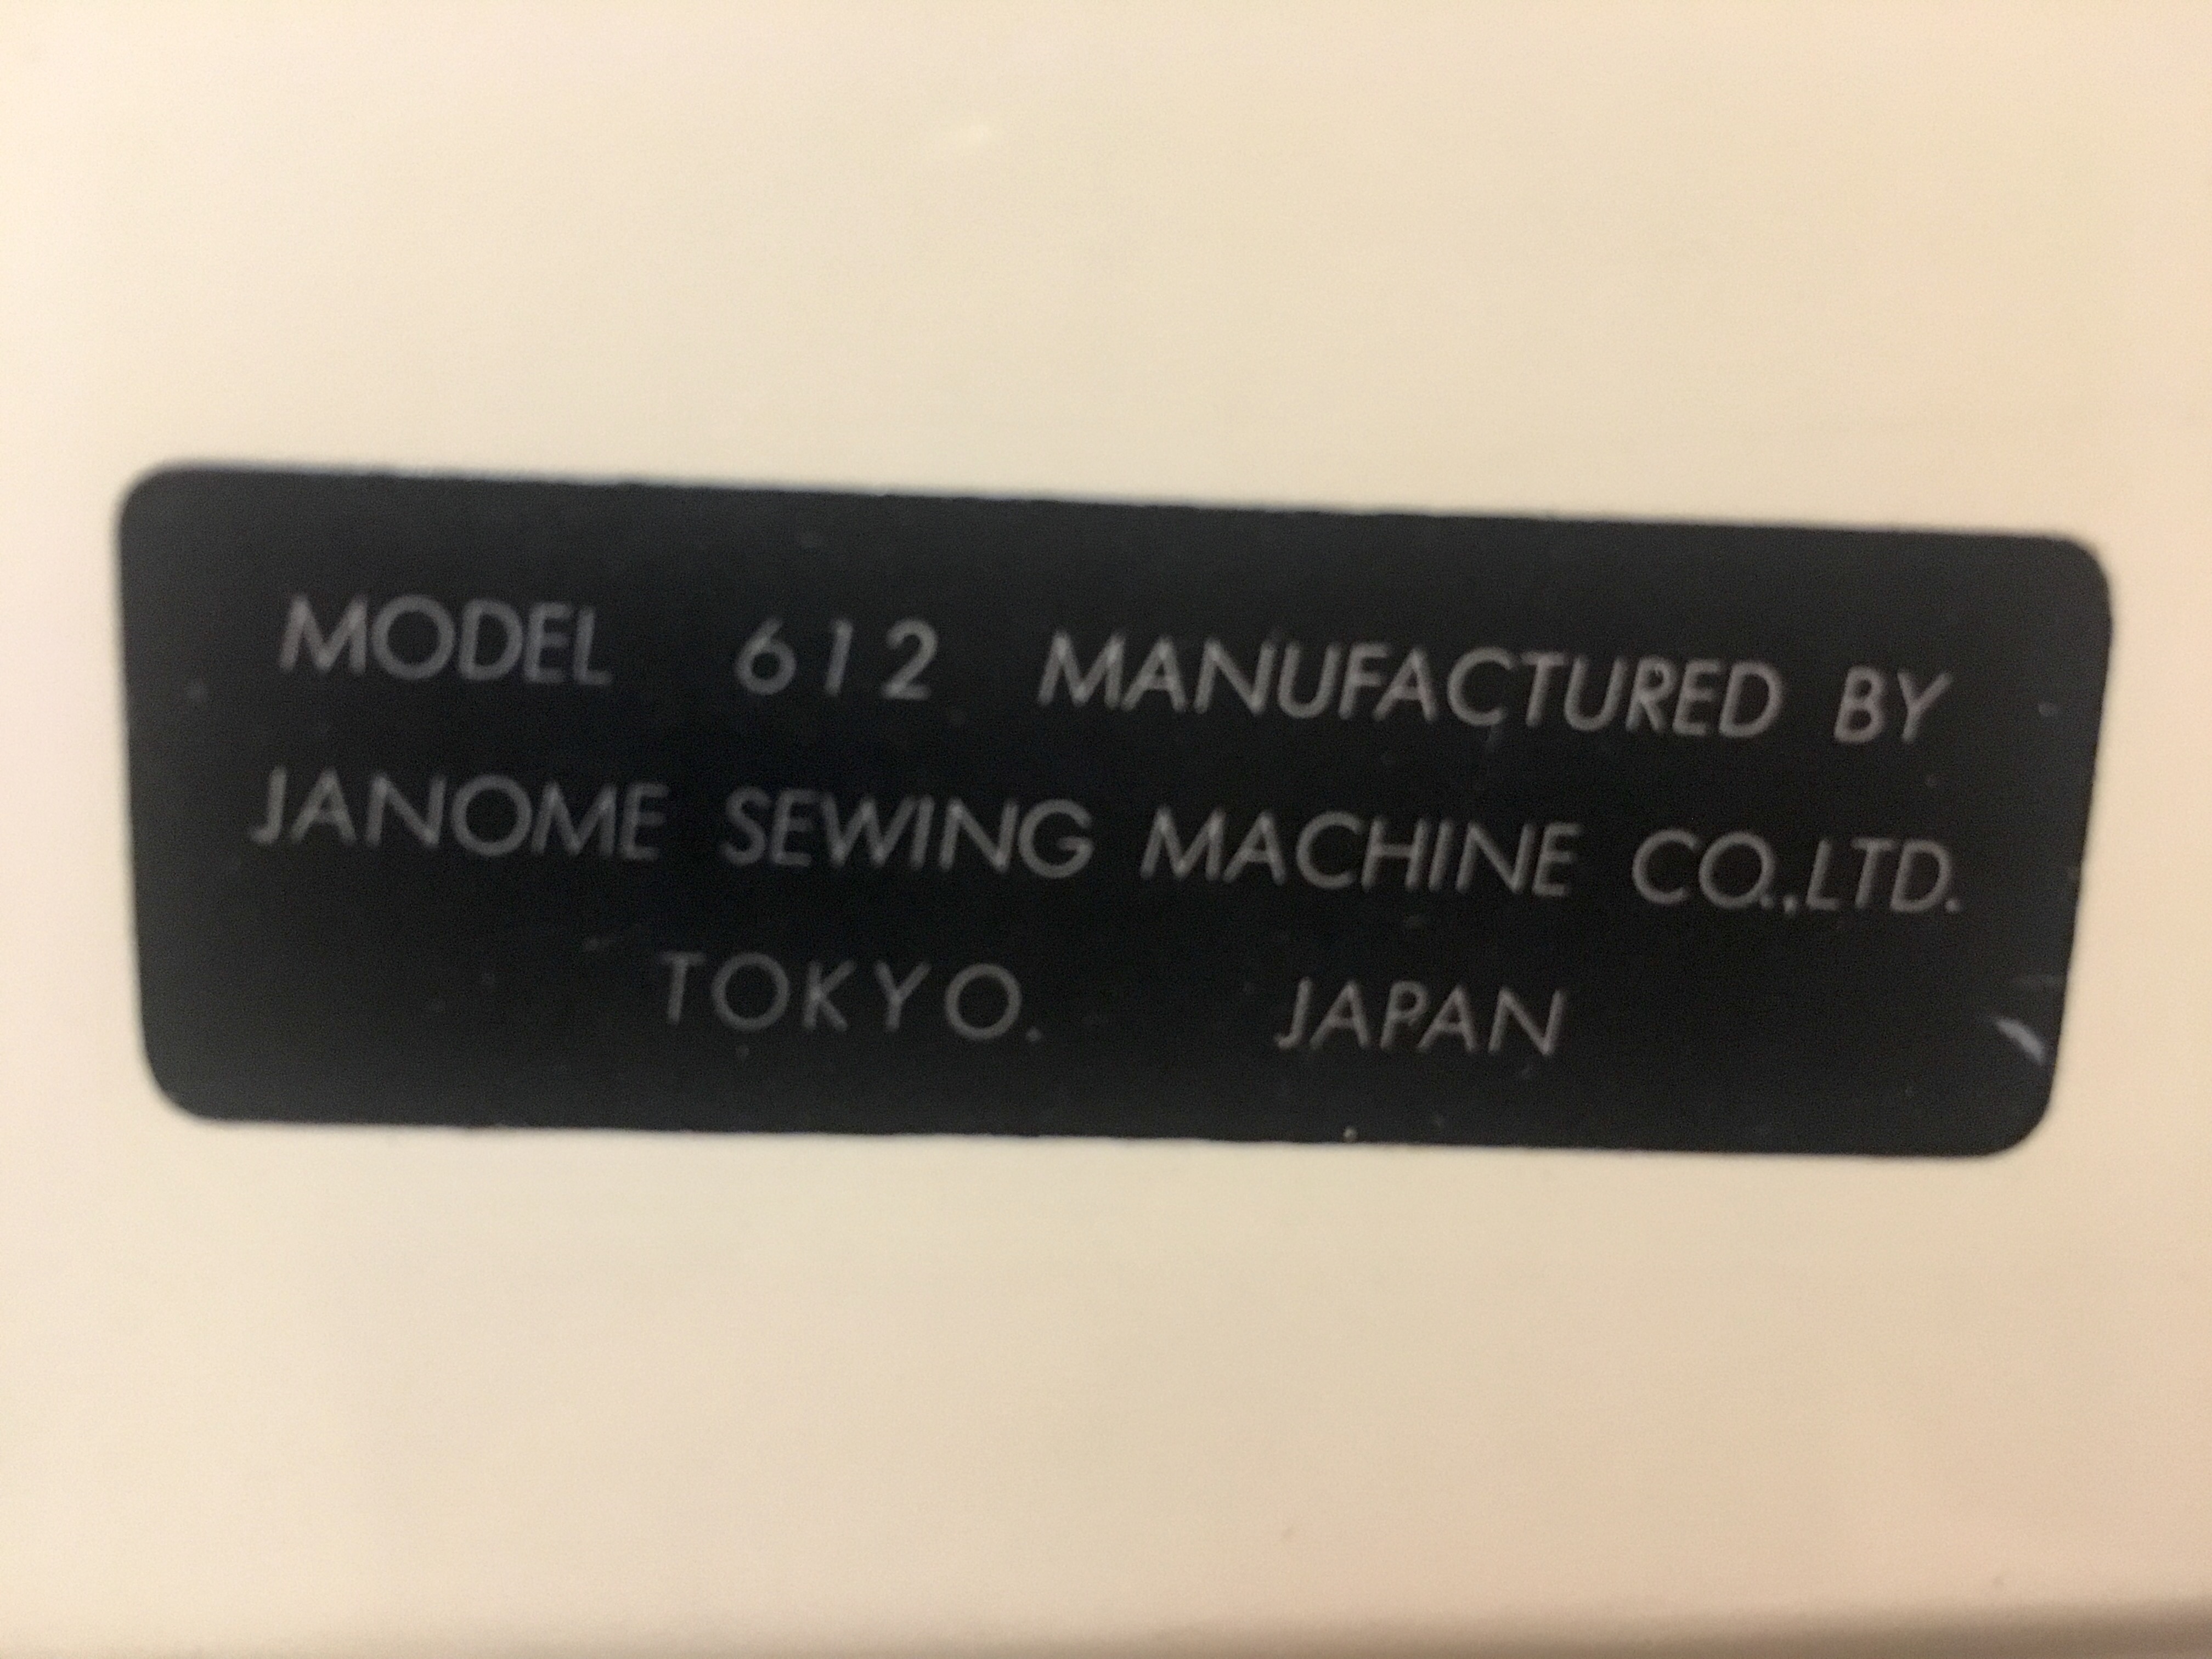 MODEL 612 MANUFACTURED BY
JANOME SEWING MACHINE CO.,LTD.
TOKYO. JAPAN